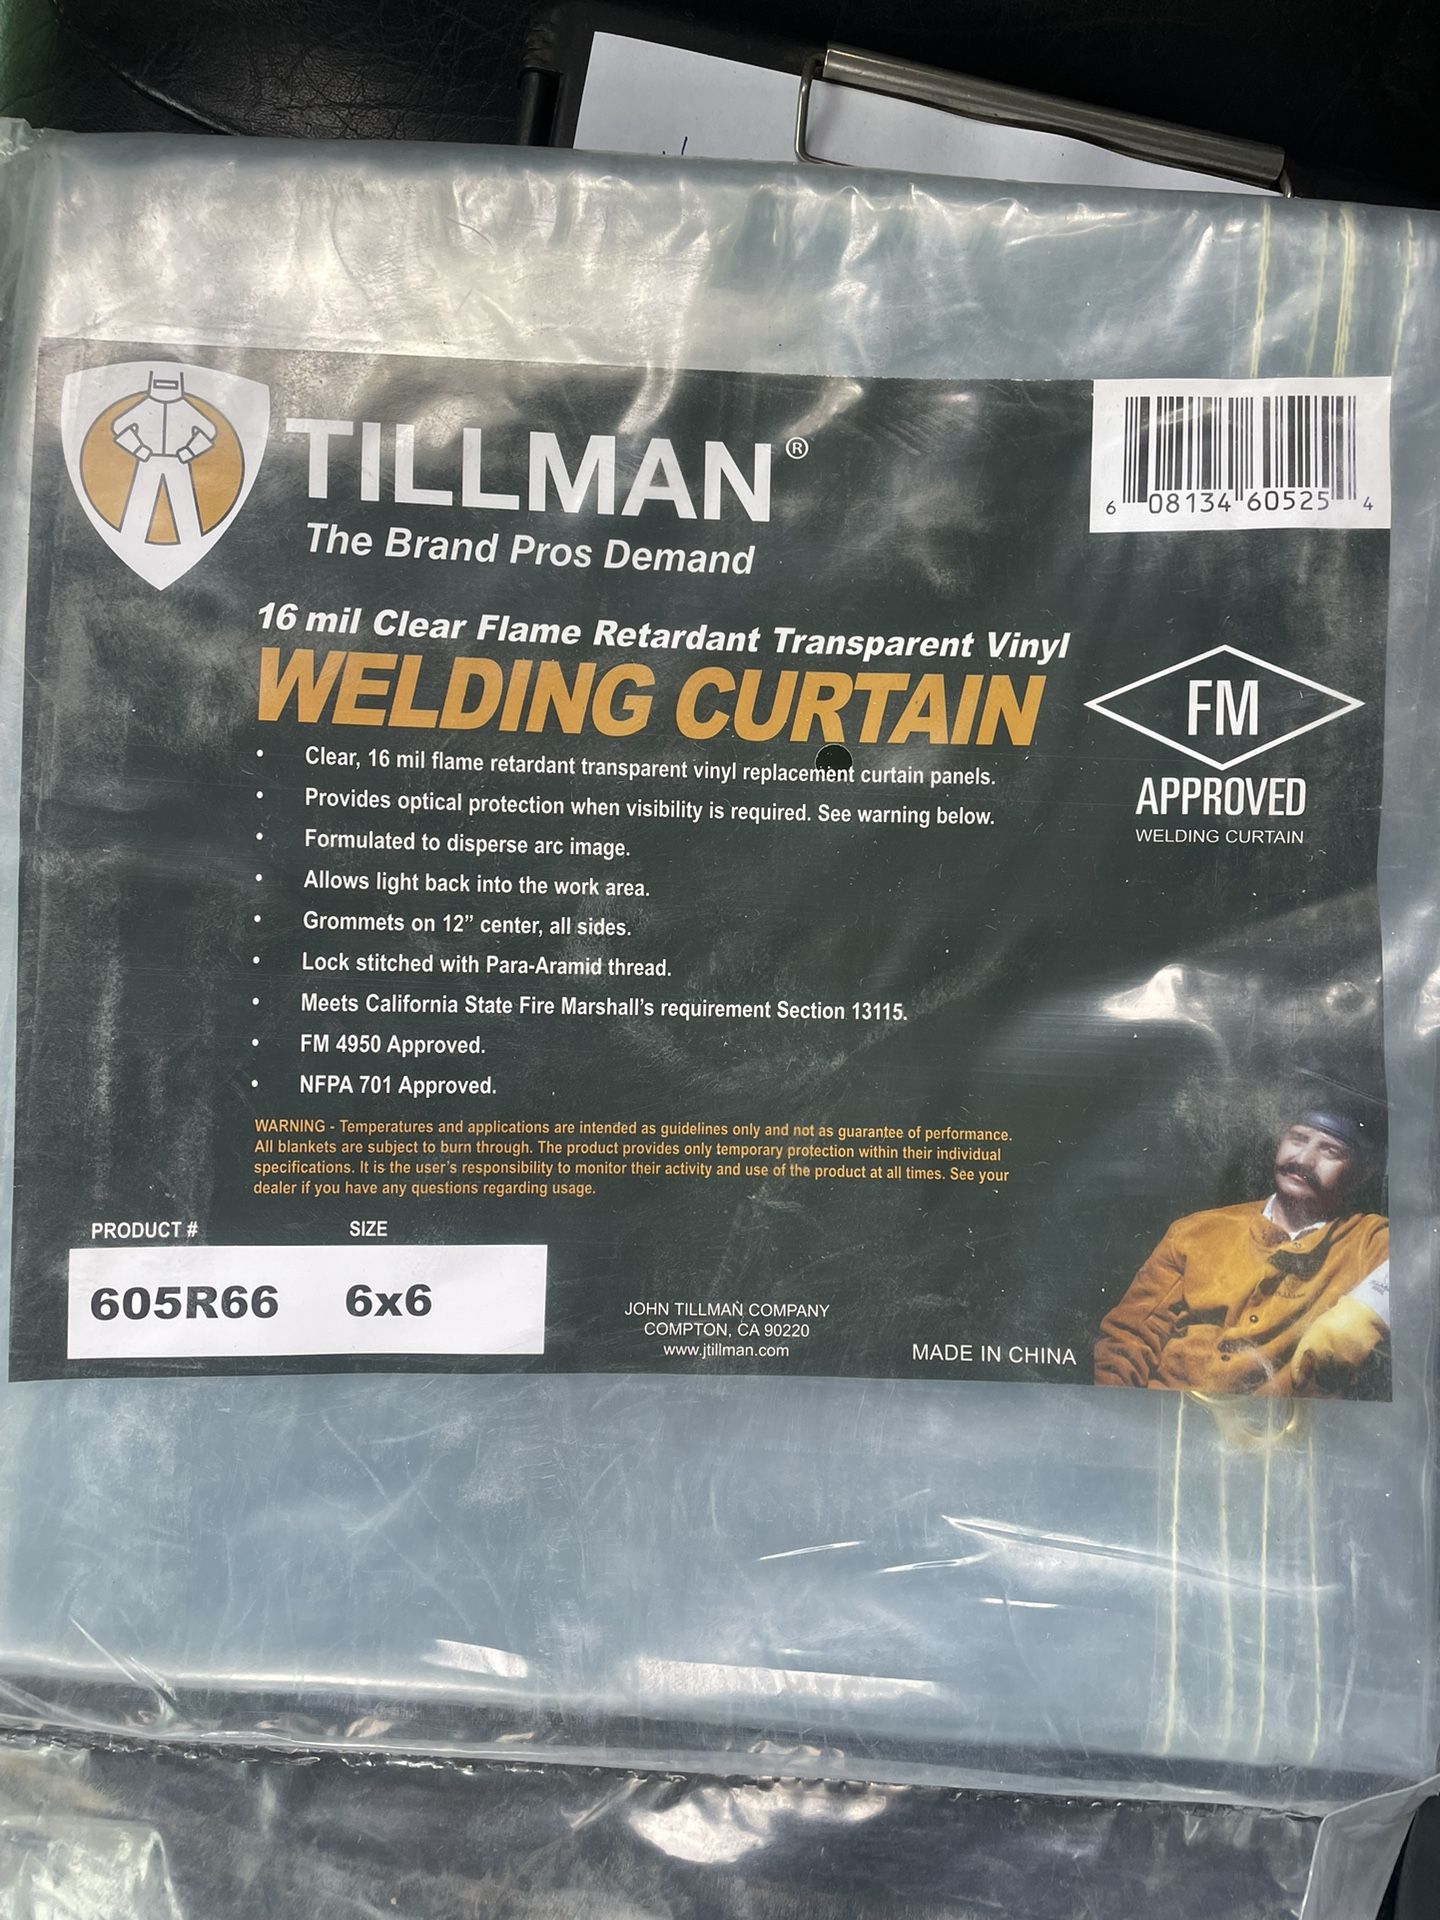 TILLMAN®
The Brand Pros Demand
6 08134 60525 4
16 mil Clear Flame Retardant Transparent Vinyl
WELDING CURTAIN
• Clear, 16 mil flame retardant transparent vinyl replacement curtain panels.
• Provides optical protection when visibility is required. See warning below.
• Formulated to disperse arc image.
• Allows light back into the work area.
• Grommets on 12” center, all sides.
• Lock stitched with Para-Aramid thread.
• Meets California State Fire Marshall’s requirement Section 13115.
• FM 4950 Approved.
• NFPA 701 Approved.
FM
APPROVED
WELDING CURTAIN
WARNING - Temperatures and applications are intended as guidelines only and not as guarantee of performance.
All blankets are subject to burn through. The product provides only temporary protection within their individual
specifications. It is the user’s responsibility to monitor their activity and use of the product at all times. See your
dealer if you have any questions regarding usage.
PRODUCT # SIZE
605R66 6x6
JOHN TILLMAN COMPANY
COMPTON, CA 90220
www.jtillman.com
MADE IN CHINA